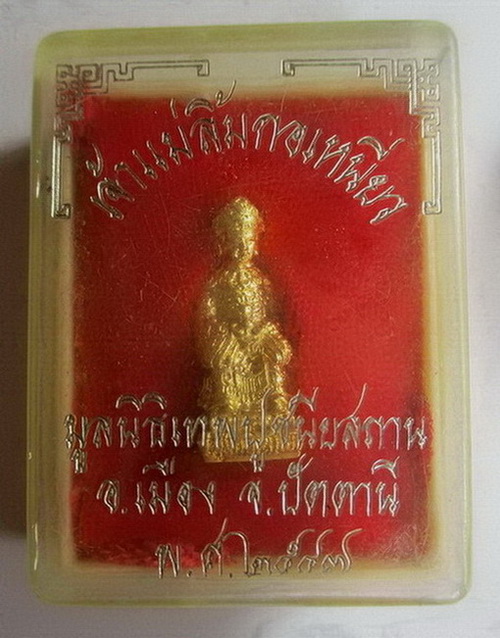 เจ้าแม่ลิ้มกอเหนี่ยว
มูลนิธิเทพปูชนียสถาน
อ.เมือง จ.ปัตตานี
พ.ศ.๒๕๔๗